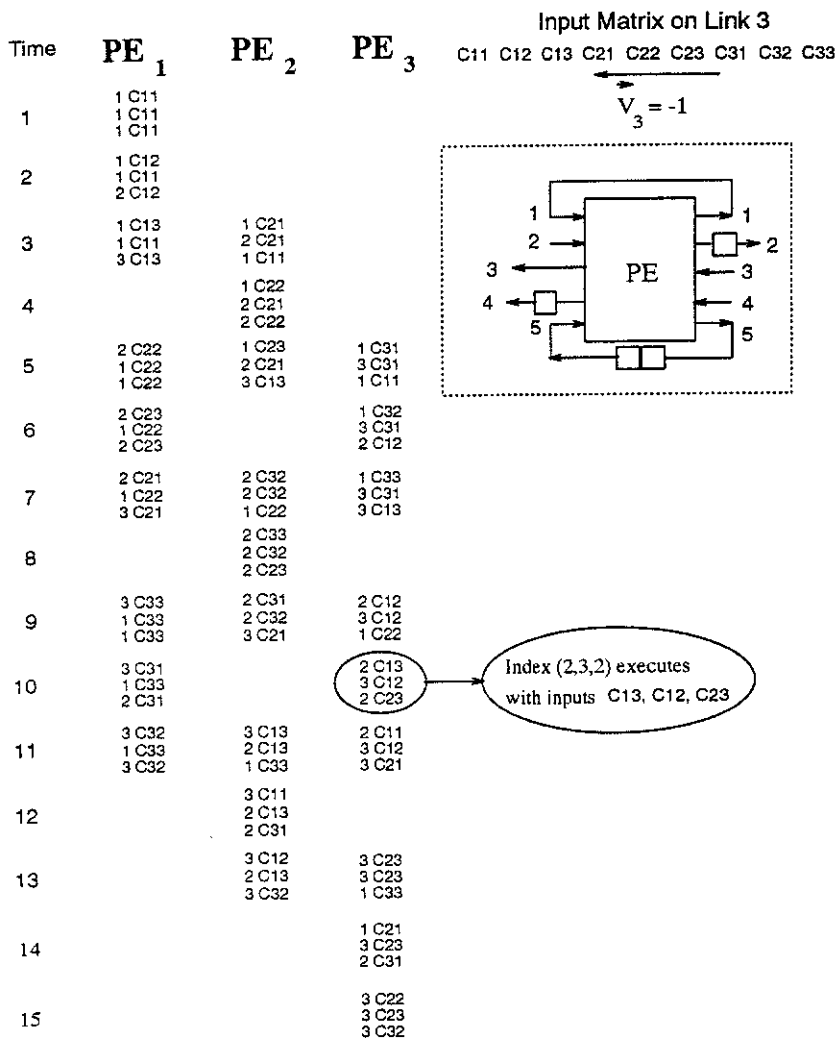 Input Matrix on Link 3
Time PE 1 PE 2 PE 3
C11 C12 C13 C21 C22 C23 C31 C32 C33
V3 = -1
1
1 C11
1 C11
1 C11
2
1 C12
1 C11
2 C12
3
1 C13 1 C21
1 C11 2 C21
3 C13 1 C11
4
1 C22
2 C21
2 C22
5
2 C22 1 C23 1 C31
1 C22 2 C21 3 C31
1 C22 3 C13 1 C11
6
2 C23 1 C32
1 C22 3 C31
2 C23 2 C12
7
2 C21 2 C32 1 C33
1 C22 2 C32 3 C31
3 C21 1 C22 3 C13
8
2 C33
2 C32
2 C23
9
3 C33 2 C31 2 C12
1 C33 2 C32 3 C12
1 C33 3 C21 1 C22
10
3 C31 2 C13
1 C33 3 C12
2 C31 2 C23
11
3 C32 3 C13 2 C11
1 C33 2 C13 3 C12
3 C32 1 C33 3 C21
12
3 C11
2 C13
2 C31
13
3 C12 3 C23
2 C13 3 C23
3 C32 1 C33
14
1 C21
3 C23
2 C31
15
3 C22
3 C23
3 C32
1 1
2 2
3 PE 3
4 4
5 5
Index (2,3,2) executes
with inputs C13, C12, C23